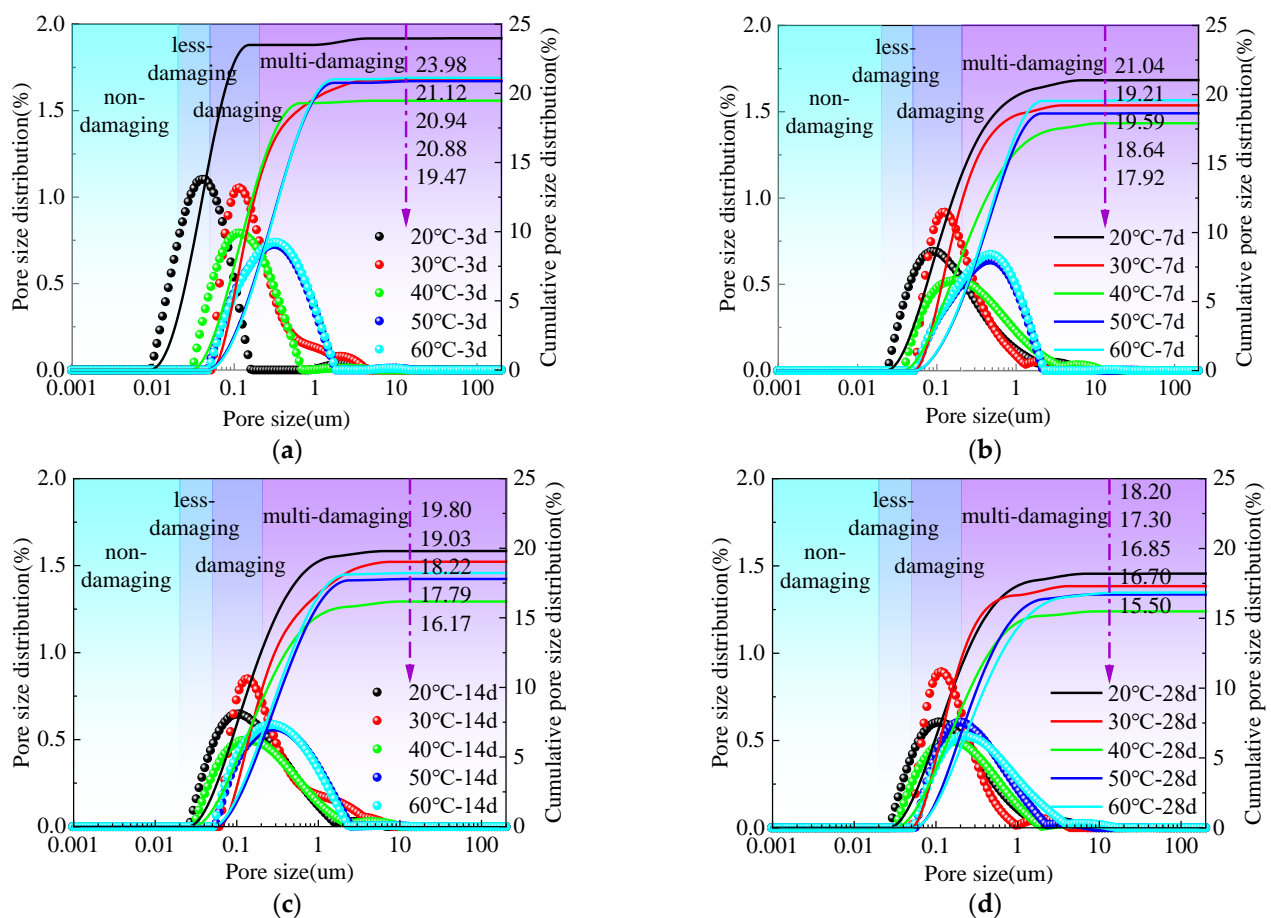 2.0
1.5
1.0
0.5
0.0
Pore size distribution(%)
non-
damaging
less-
damaging
damaging
multi-damaging
23.98
21.12
20.94
20.88
19.47
20℃-3d
30℃-3d
40℃-3d
50℃-3d
60℃-3d
25
20
15
10
5
0
Cumulative pore size distribution(%)
0.001 0.01 0.1 1 10 100
Pore size(um)
(a)
2.0
1.5
1.0
0.5
0.0
Pore size distribution(%)
non-
damaging
less-
damaging
damaging
multi-damaging
21.04
19.21
19.59
18.64
17.92
20℃-7d
30℃-7d
40℃-7d
50℃-7d
60℃-7d
25
20
15
10
5
0
Cumulative pore size distribution(%)
0.001 0.01 0.1 1 10 100
Pore size(um)
(b)
2.0
1.5
1.0
0.5
0.0
Pore size distribution(%)
non-
damaging
less-
damaging
damaging
multi-damaging
19.80
19.03
18.22
17.79
16.17
20℃-14d
30℃-14d
40℃-14d
50℃-14d
60℃-14d
25
20
15
10
5
0
Cumulative pore size distribution(%)
0.001 0.01 0.1 1 10 100
Pore size(um)
(c)
2.0
1.5
1.0
0.5
0.0
Pore size distribution(%)
non-
damaging
less-
damaging
damaging
multi-damaging
18.20
17.30
16.85
16.70
15.50
20℃-28d
30℃-28d
40℃-28d
50℃-28d
60℃-28d
25
20
15
10
5
0
Cumulative pore size distribution(%)
0.001 0.01 0.1 1 10 100
Pore size(um)
(d)